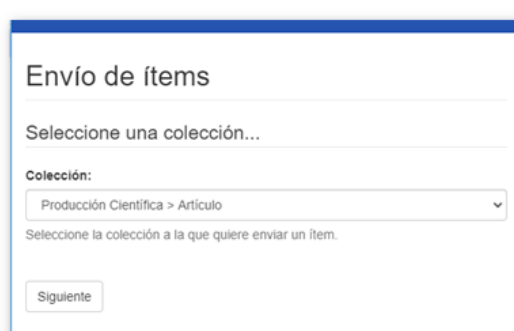 Envío de ítems
Seleccione una colección...
Colección:
Producción Científica > Artículo
Seleccione la colección a la que quiere enviar un ítem.
Siguiente